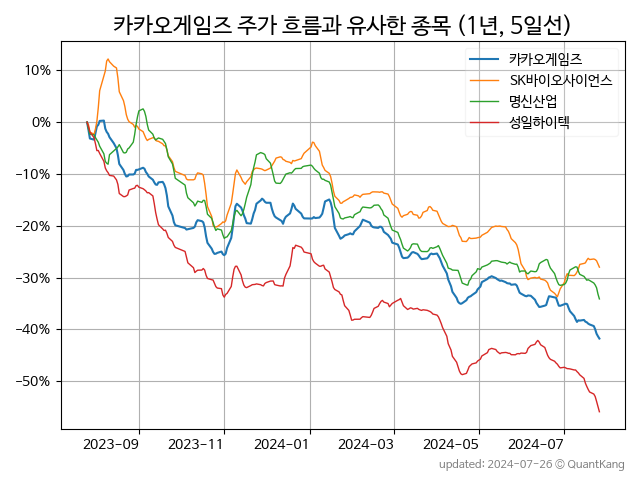 카카오게임즈 주가 흐름과 유사한 종목 (1년, 5일선)
카카오게임즈
SK바이오사이언스
명신산업
성일하이텍
10%
0%
−10%
−20%
−30%
−40%
−50%
2023-09
2023-11
2024-01
2024-03
2024-05
2024-07
updated: 2024-07-26 © QuantKang